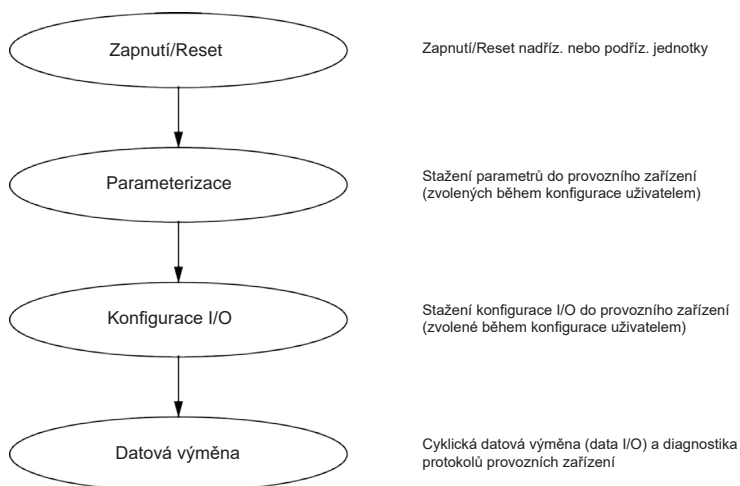 Zapnutí/Reset
Zapnutí/Reset nadříz. nebo podříz. jednotky
Parameterizace
Stažení parametrů do provozního zařízení
(zvolených během konfigurace uživatelem)
Konfigurace I/O
Stažení konfigurace I/O do provozního zařízení
(zvolené během konfigurace uživatelem)
Datová výměna
Cyklická datová výměna (data I/O) a diagnostika
protokolů provozních zařízení